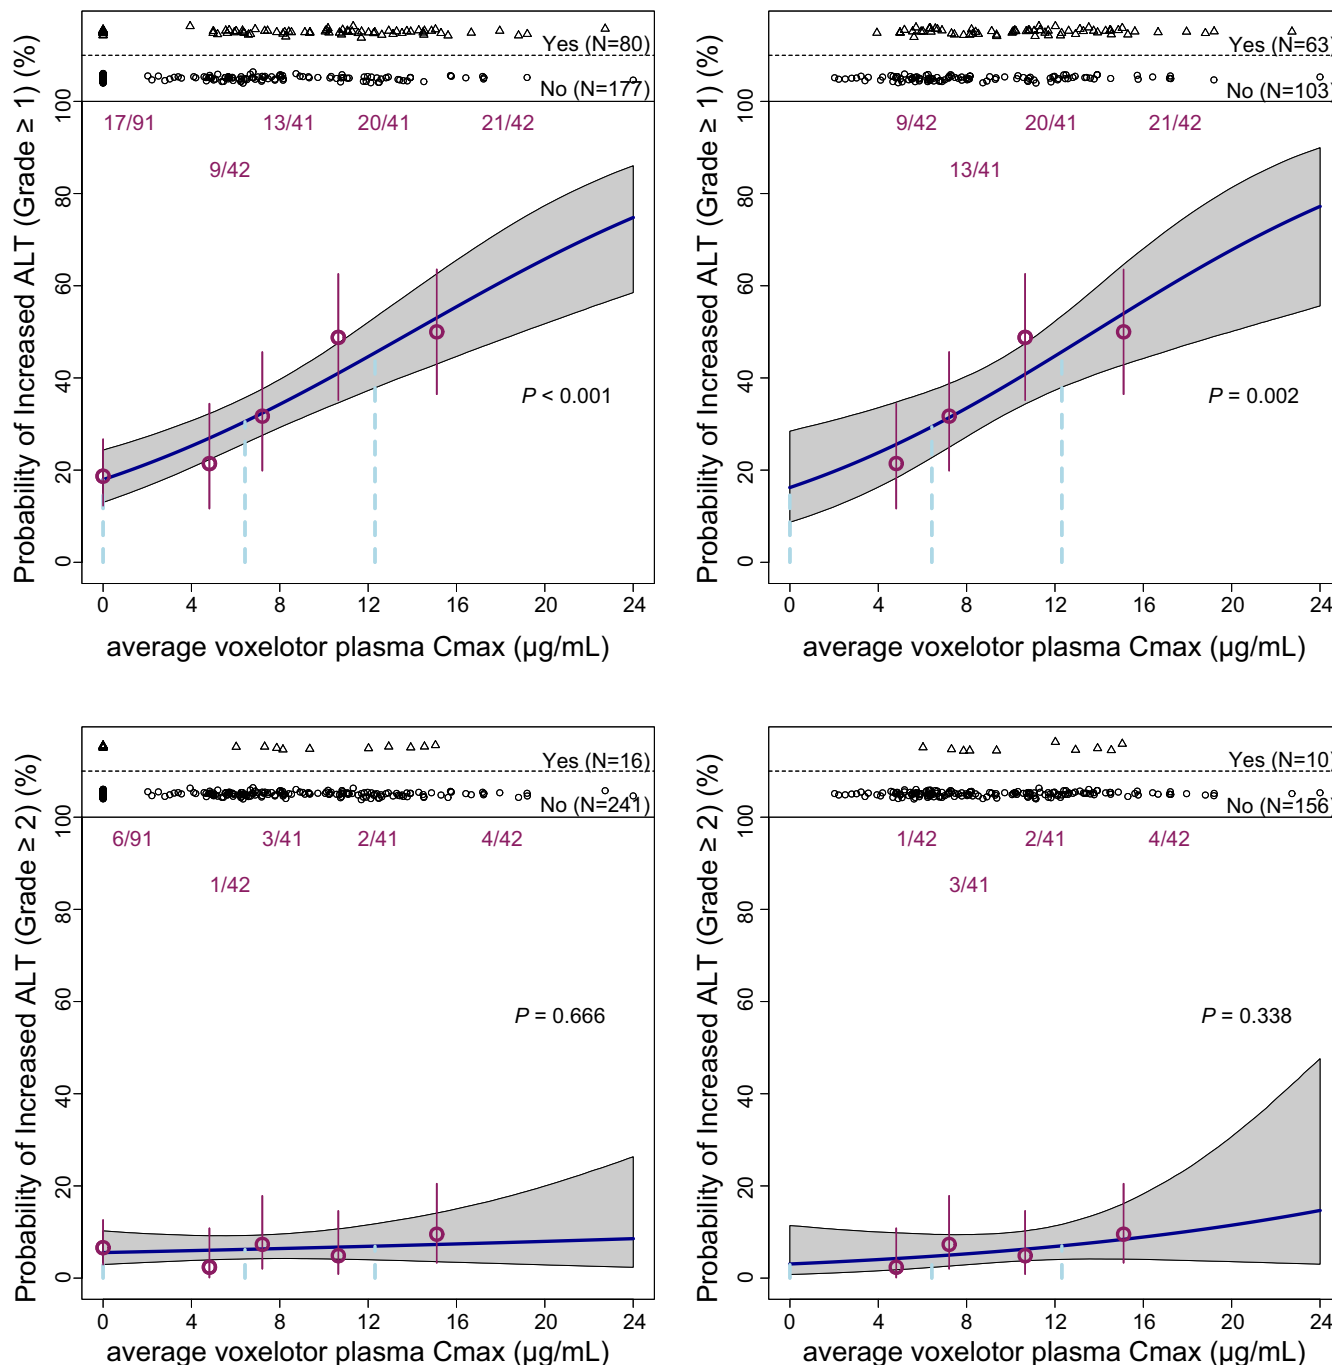 Yes (N=80)
No (N=177)
17/91
13/41
20/41
21/42
9/42
P < 0.001
Probability of Increased ALT (Grade ≥ 1) (%)
0 20 40 60 80 100
0 4 8 12 16 20 24
average voxelotor plasma Cmax (µg/mL)
Yes (N=63)
No (N=103)
9/42
20/41
21/42
13/41
P = 0.002
Probability of Increased ALT (Grade ≥ 1) (%)
0 20 40 60 80 100
0 4 8 12 16 20 24
average voxelotor plasma Cmax (µg/mL)
Yes (N=16)
No (N=241)
6/91
3/41
2/41
4/42
1/42
P = 0.666
Probability of Increased ALT (Grade ≥ 2) (%)
0 20 40 60 80 100
0 4 8 12 16 20 24
average voxelotor plasma Cmax (µg/mL)
Yes (N=10)
No (N=156)
1/42
2/41
4/42
3/41
P = 0.338
Probability of Increased ALT (Grade ≥ 2) (%)
0 20 40 60 80 100
0 4 8 12 16 20 24
average voxelotor plasma Cmax (µg/mL)